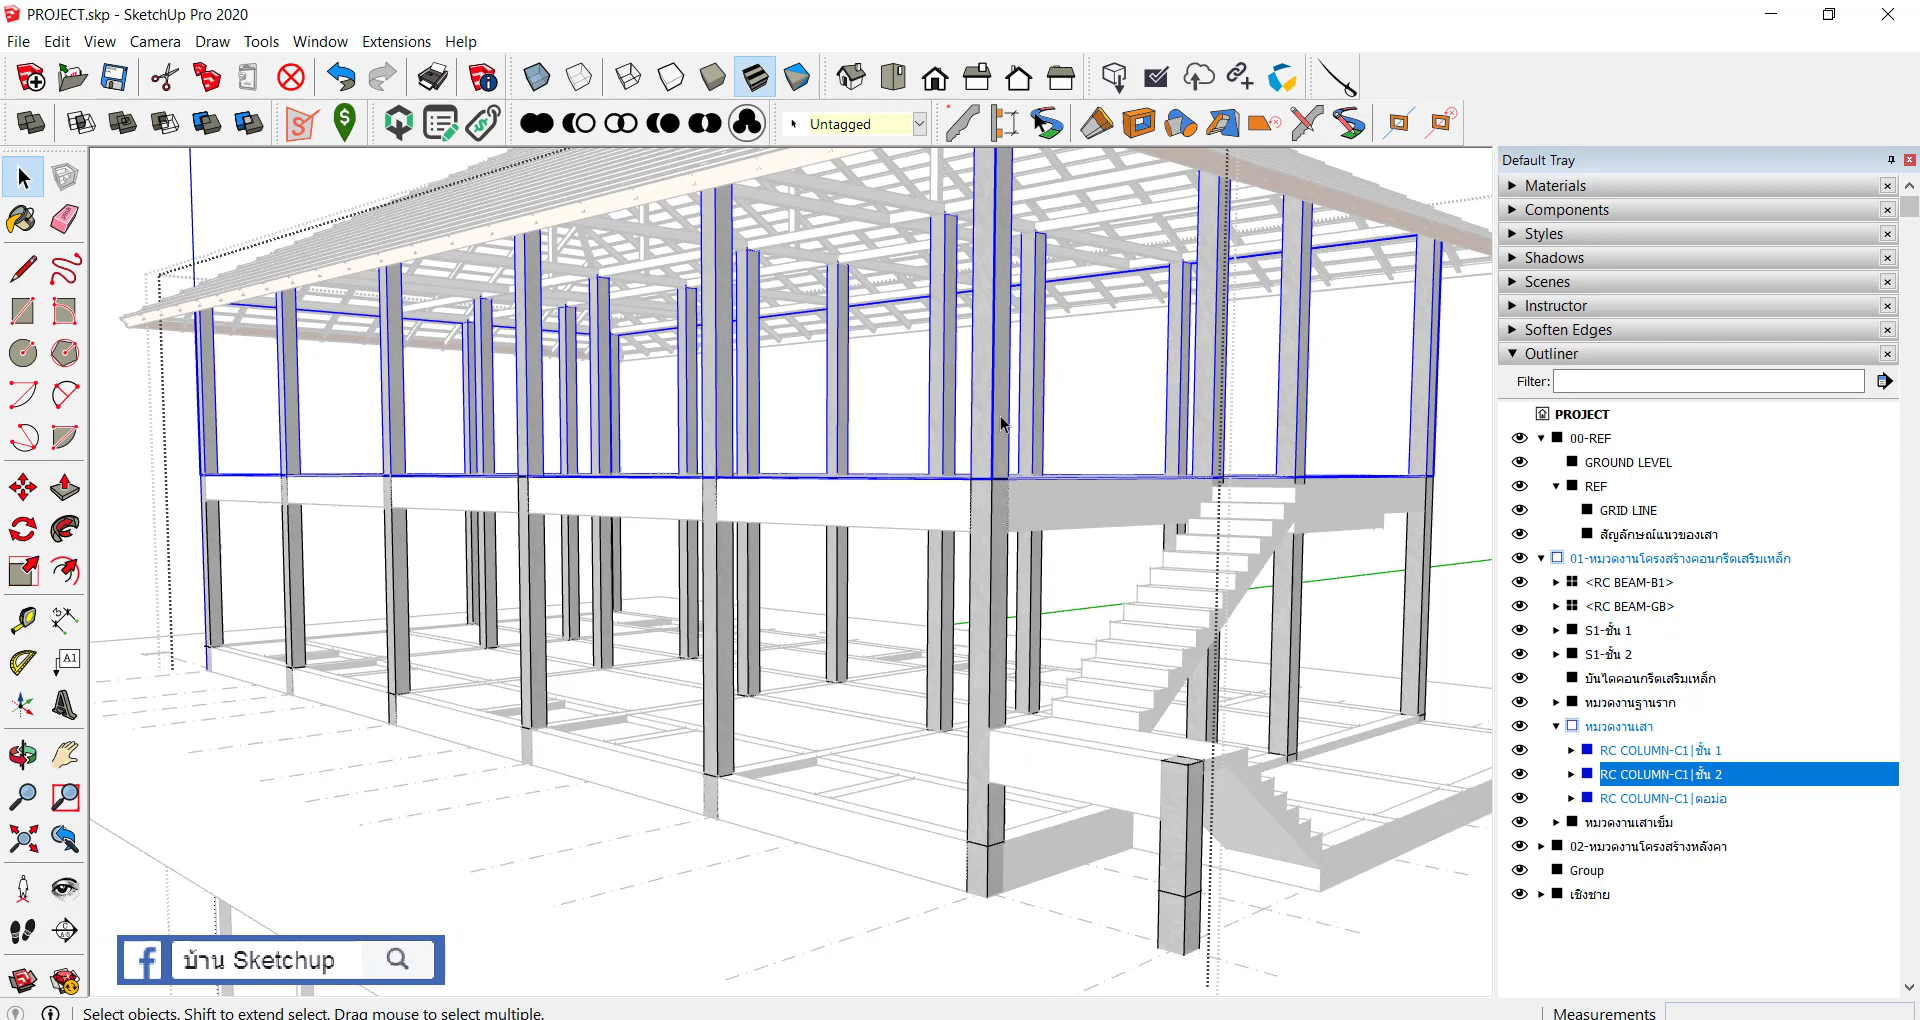 PROJECT.skp - SketchUp Pro 2020
File Edit View Camera Draw Tools Window Extensions Help
Untagged
Default Tray
Materials
Components
Styles
Shadows
Scenes
Instructor
Soften Edges
Outliner
Filter:
PROJECT
00-REF
GROUND LEVEL
REF
GRID LINE
สัญลักษณ์แนวของเสา
01-หมวดงานโครงสร้างคอนกรีตเสริมเหล็ก
<RC BEAM-B1>
<RC BEAM-GB>
S1-ชั้น 1
S1-ชั้น 2
บันไดคอนกรีตเสริมเหล็ก
หมวดงานฐานราก
หมวดงานเสา
RC COLUMN-C1|ชั้น 1
RC COLUMN-C1|ชั้น 2
RC COLUMN-C1|ตอม่อ
หมวดงานเสาเข็ม
02-หมวดงานโครงสร้างหลังคา
Group
เชิงชาย
A1
บ้าน Sketchup
Select objects. Shift to extend select. Drag mouse to select multiple.
Measurements